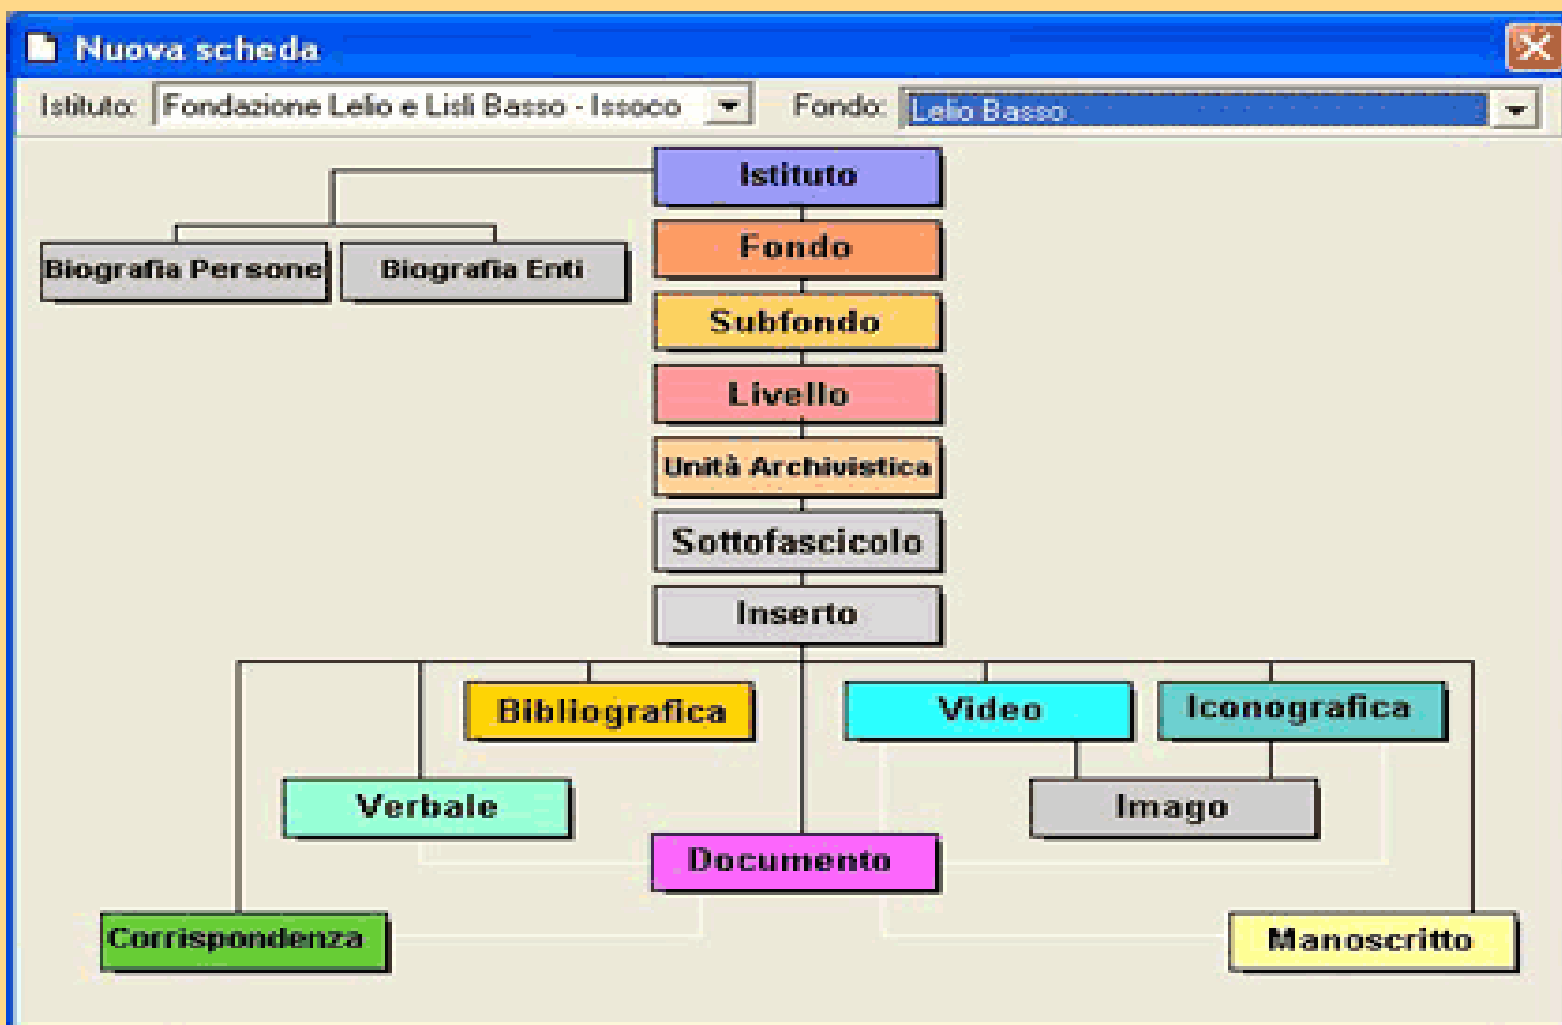 Nuova scheda
Istituto: Fondazione Lelio e Lisli Basso - Issoco Fondo: Lelio Basso
Istituto
Fondo
Biografia Persone Biografia Enti
Subfondo
Livello
Unità Archivistica
Sottofascicolo
Inserto
Bibliografica Video Iconografica
Verbale Imago
Documento
Corrispondenza Manoscritto